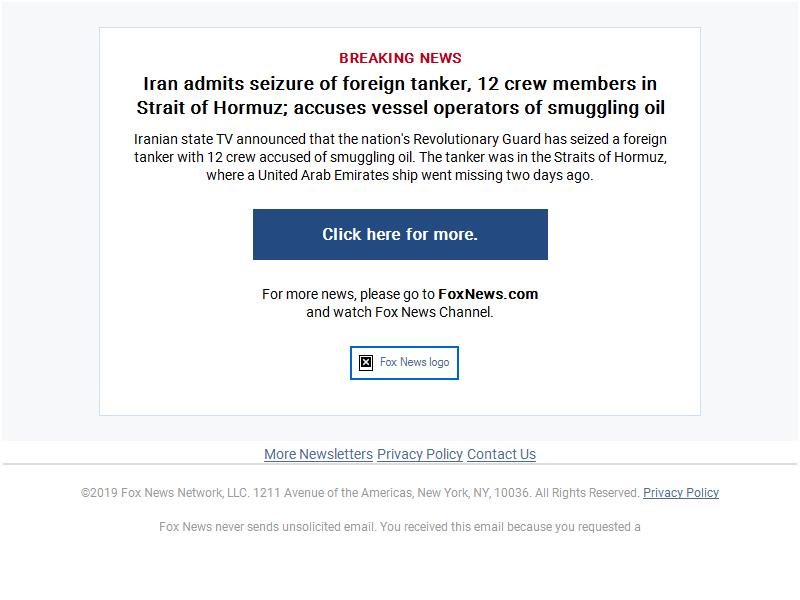 BREAKING NEWS
Iran admits seizure of foreign tanker, 12 crew members in
Strait of Hormuz; accuses vessel operators of smuggling oil
Iranian state TV announced that the nation's Revolutionary Guard has seized a foreign
tanker with 12 crew accused of smuggling oil. The tanker was in the Straits of Hormuz,
where a United Arab Emirates ship went missing two days ago.
Click here for more.
For more news, please go to FoxNews.com
and watch Fox News Channel.
Fox News logo
More Newsletters Privacy Policy Contact Us
©2019 Fox News Network, LLC. 1211 Avenue of the Americas, New York, NY, 10036. All Rights Reserved. Privacy Policy
Fox News never sends unsolicited email. You received this email because you requested a